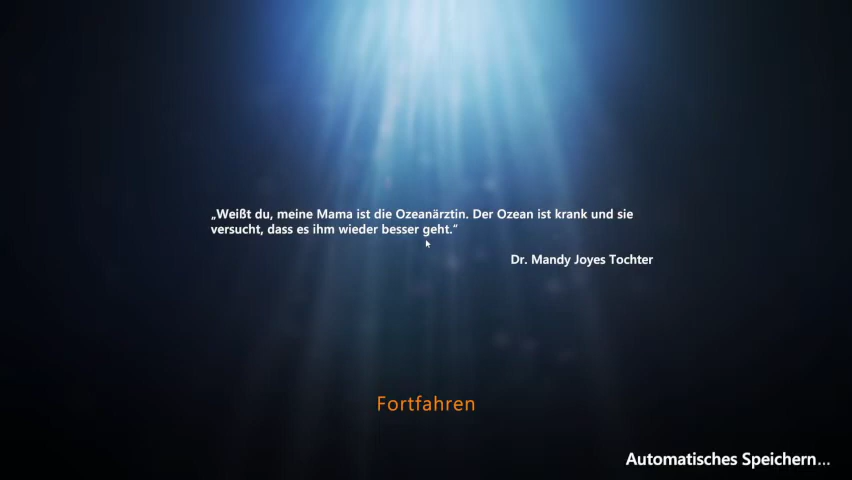 „Weißt du, meine Mama ist die Ozeanärztin. Der Ozean ist krank und sie
versucht, dass es ihm wieder besser geht.“
Dr. Mandy Joyes Tochter
Fortfahren
Automatisches Speichern...